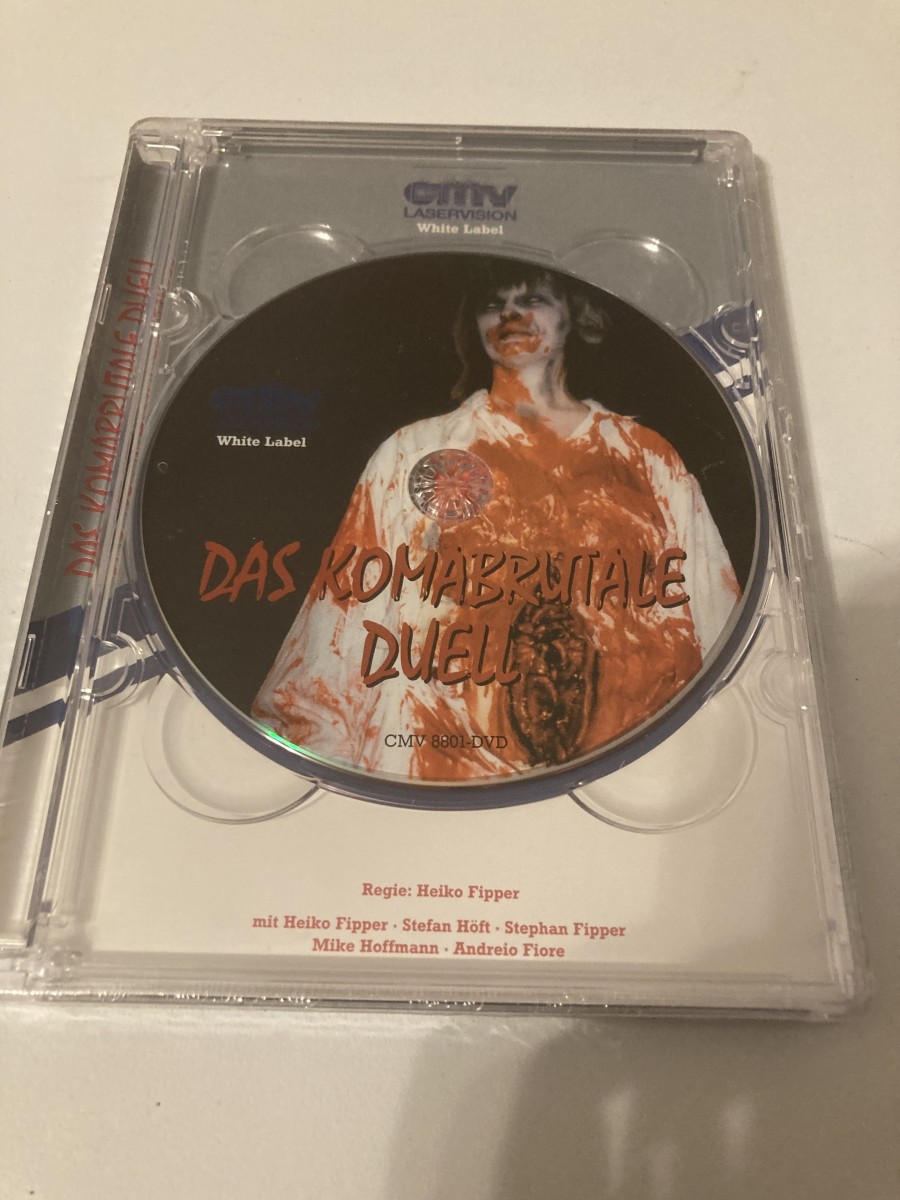 cmv
LASERVISION
White Label
DAS KOMABRUTALE DUELL
White Label
DAS KOMABRUTALE
DUELL
CMV 8801-DVD
Regie: Heiko Fipper
mit Heiko Fipper · Stefan Höft · Stephan Fipper
Mike Hoffmann · Andreio Fiore